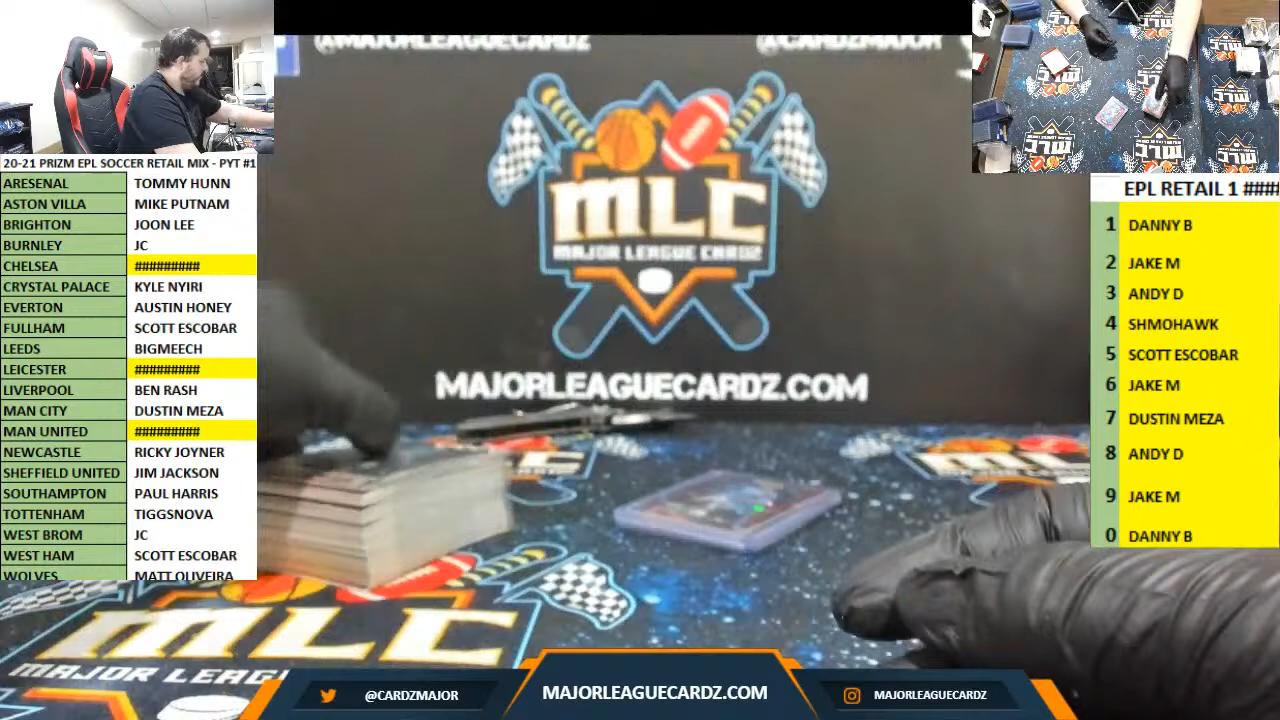 @MAJORLEAGUECARDZ
@CARDZMAJOR
MLC
MAJOR LEAGUE CARDZ
MAJORLEAGUECARDZ.COM
20-21 PRIZM EPL SOCCER RETAIL MIX - PYT #1
ARESENAL TOMMY HUNN
ASTON VILLA MIKE PUTNAM
BRIGHTON JOON LEE
BURNLEY JC
CHELSEA #########
CRYSTAL PALACE KYLE NYIRI
EVERTON AUSTIN HONEY
FULLHAM SCOTT ESCOBAR
LEEDS BIGMEECH
LEICESTER #########
LIVERPOOL BEN RASH
MAN CITY DUSTIN MEZA
MAN UNITED #########
NEWCASTLE RICKY JOYNER
SHEFFIELD UNITED JIM JACKSON
SOUTHAMPTON PAUL HARRIS
TOTTENHAM TIGGSNOVA
WEST BROM JC
WEST HAM SCOTT ESCOBAR
WOLVES MATT OLIVEIRA
EPL RETAIL 1 ####
1 DANNY B
2 JAKE M
3 ANDY D
4 SHMOHAWK
5 SCOTT ESCOBAR
6 JAKE M
7 DUSTIN MEZA
8 ANDY D
9 JAKE M
0 DANNY B
MLC
MAJOR LEAG
@CARDZMAJOR
MAJORLEAGUECARDZ.COM
MAJORLEAGUECARDZ